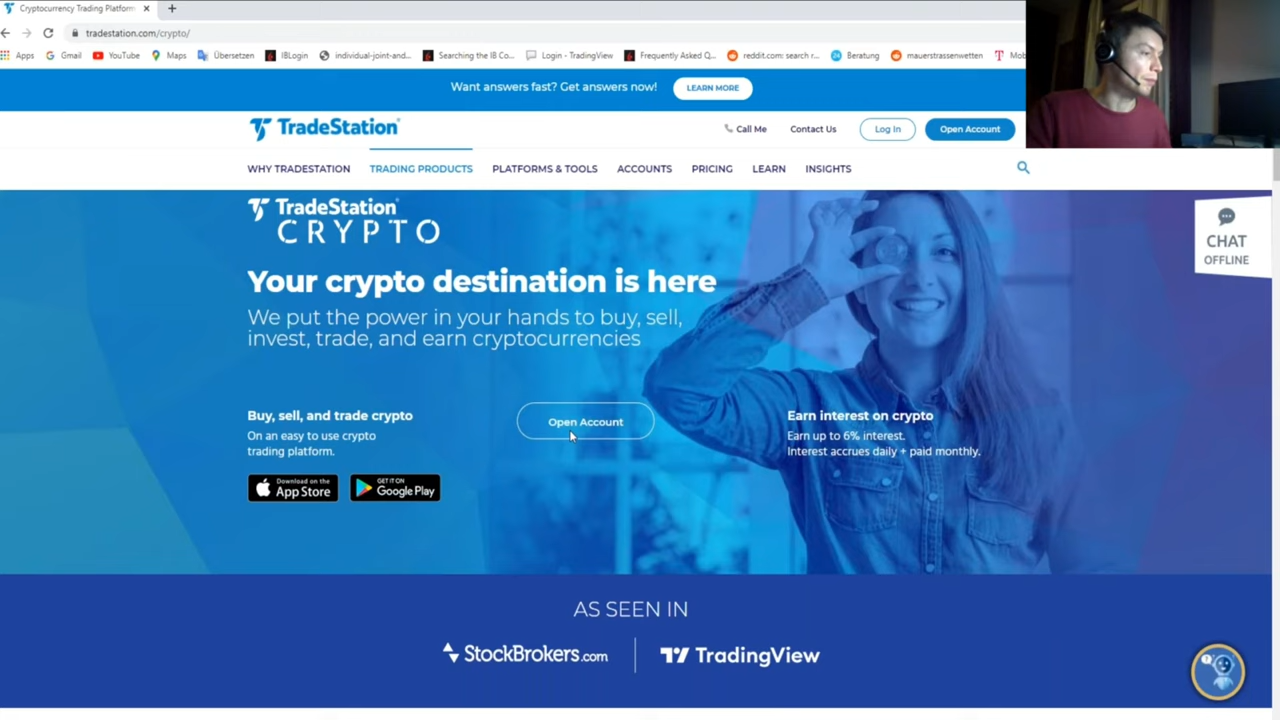 Cryptocurrency Trading Platform
tradestation.com/crypto/
Apps Gmail YouTube Maps Übersetzen IBLogin individual-joint-and... Searching the IB Co... Login - TradingView Frequently Asked Q... reddit.com: search r... Beratung mauerstrassenwetten Mob
Want answers fast? Get answers now! LEARN MORE
TradeStation
Call Me Contact Us Log In Open Account
WHY TRADESTATION TRADING PRODUCTS PLATFORMS & TOOLS ACCOUNTS PRICING LEARN INSIGHTS
TradeStation
CRYPTO
Your crypto destination is here
We put the power in your hands to buy, sell,
invest, trade, and earn cryptocurrencies
CHAT
OFFLINE
Buy, sell, and trade crypto
On an easy to use crypto
trading platform.
Download on the
App Store
GET IT ON
Google Play
Open Account
Earn interest on crypto
Earn up to 6% interest.
Interest accrues daily + paid monthly.
AS SEEN IN
StockBrokers.com
TradingView